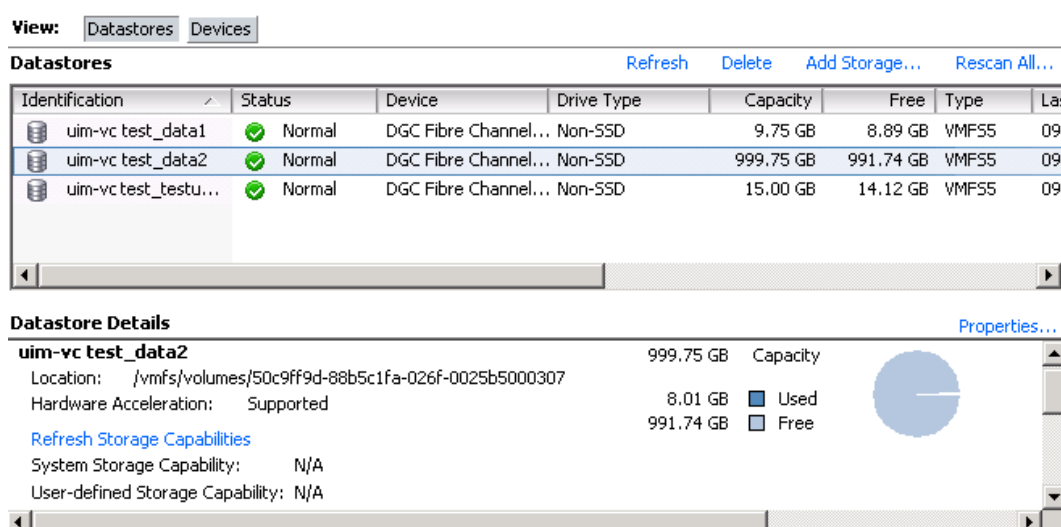 View: Datastores Devices
Datastores Refresh Delete Add Storage... Rescan All...
Identification Status Device Drive Type Capacity Free Type La
uim-vc test_data1 Normal DGC Fibre Channel... Non-SSD 9.75 GB 8.89 GB VMFS5 09
uim-vc test_data2 Normal DGC Fibre Channel... Non-SSD 999.75 GB 991.74 GB VMFS5 09
uim-vc test_testu... Normal DGC Fibre Channel... Non-SSD 15.00 GB 14.12 GB VMFS5 09
Datastore Details Properties...
uim-vc test_data2 999.75 GB Capacity
Location: /vmfs/volumes/50c9ff9d-88b5c1fa-026f-0025b5000307
Hardware Acceleration: Supported 8.01 GB Used
991.74 GB Free
Refresh Storage Capabilities
System Storage Capability: N/A
User-defined Storage Capability: N/A